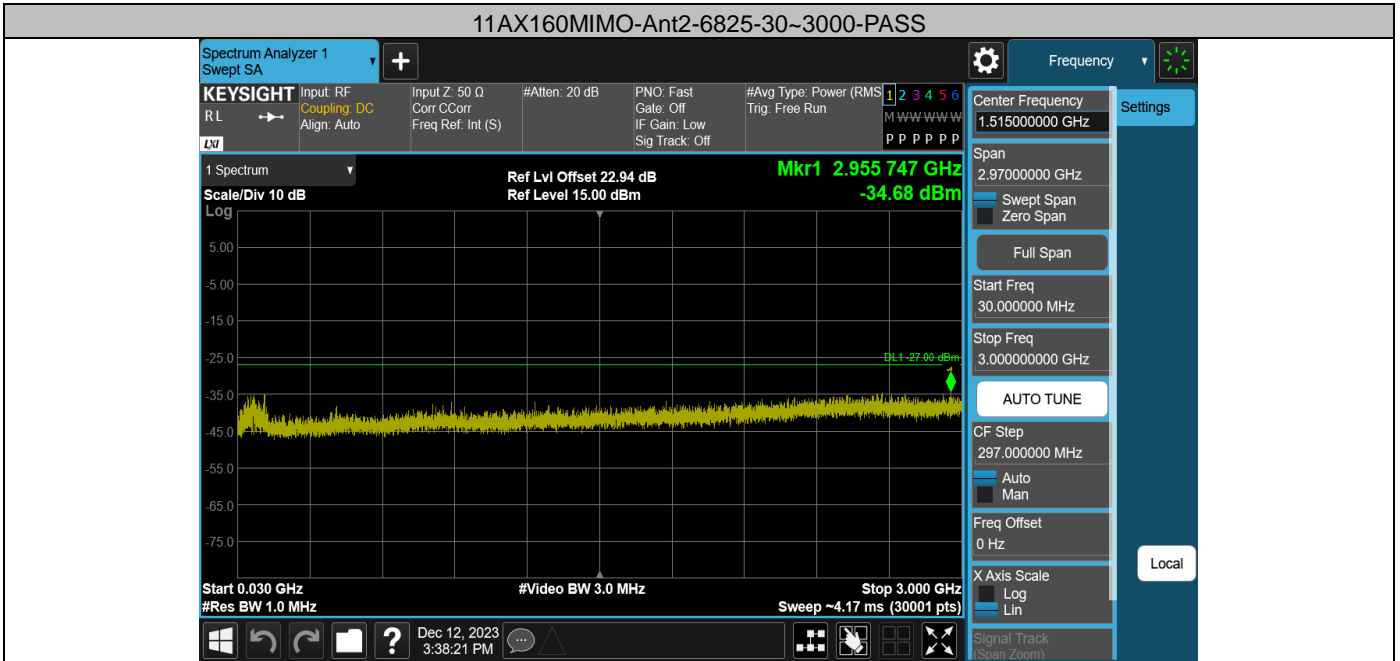 11AX160MIMO-Ant2-6825-30~3000-PASS
Spectrum Analyzer 1
Swept SA
Frequency
KEYSIGHT
RL
LXI
Input: RF
Coupling: DC
Align: Auto
Input Z: 50 Ω
Corr CCorr
Freq Ref: Int (S)
#Atten: 20 dB
PNO: Fast
Gate: Off
IF Gain: Low
Sig Track: Off
#Avg Type: Power (RMS
Trig: Free Run
1 2 3 4 5 6
M W W W W W
P P P P P P
1 Spectrum
Scale/Div 10 dB
Log
Ref Lvl Offset 22.94 dB
Ref Level 15.00 dBm
Mkr1 2.955 747 GHz
-34.68 dBm
5.00
-5.00
-15.0
-25.0
-35.0
-45.0
-55.0
-65.0
-75.0
DL1 -27.00 dBm
1
Start 0.030 GHz
#Res BW 1.0 MHz
#Video BW 3.0 MHz
Stop 3.000 GHz
Sweep ~4.17 ms (30001 pts)
Center Frequency
1.515000000 GHz
Span
2.97000000 GHz
Swept Span
Zero Span
Full Span
Start Freq
30.000000 MHz
Stop Freq
3.000000000 GHz
AUTO TUNE
CF Step
297.000000 MHz
Auto
Man
Freq Offset
0 Hz
X Axis Scale
Log
Lin
Signal Track
(Span Zoom)
Settings
Local
?
Dec 12, 2023
3:38:21 PM